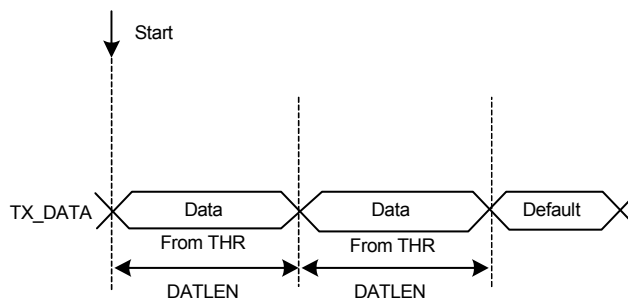 Start
TX_DATA Data Data Default
From THR From THR
DATLEN DATLEN